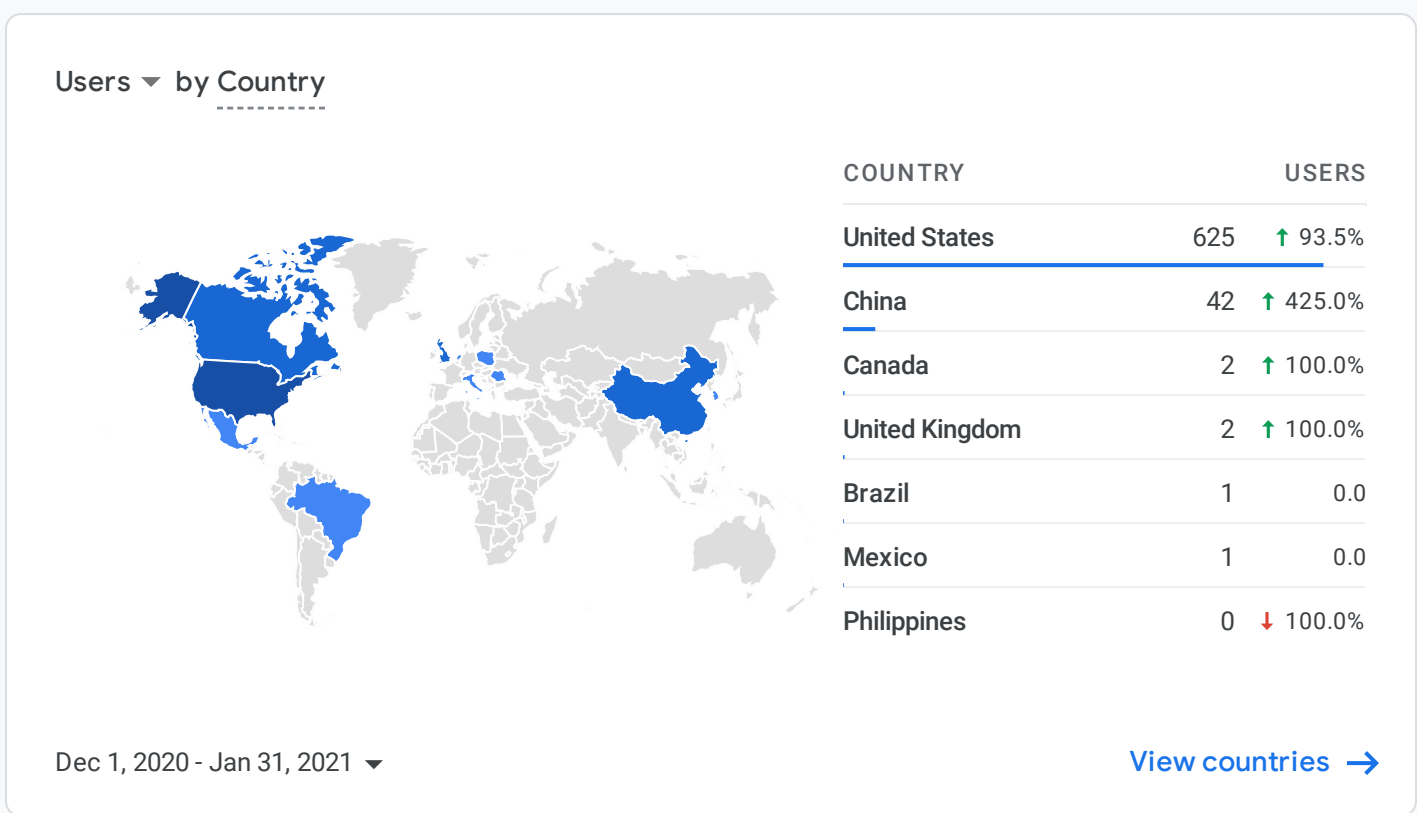 Users by Country
COUNTRY USERS
United States 625 ↑ 93.5%
China 42 ↑ 425.0%
Canada 2 ↑ 100.0%
United Kingdom 2 ↑ 100.0%
Brazil 1 0.0
Mexico 1 0.0
Philippines 0 ↓ 100.0%
Dec 1, 2020 - Jan 31, 2021
View countries →